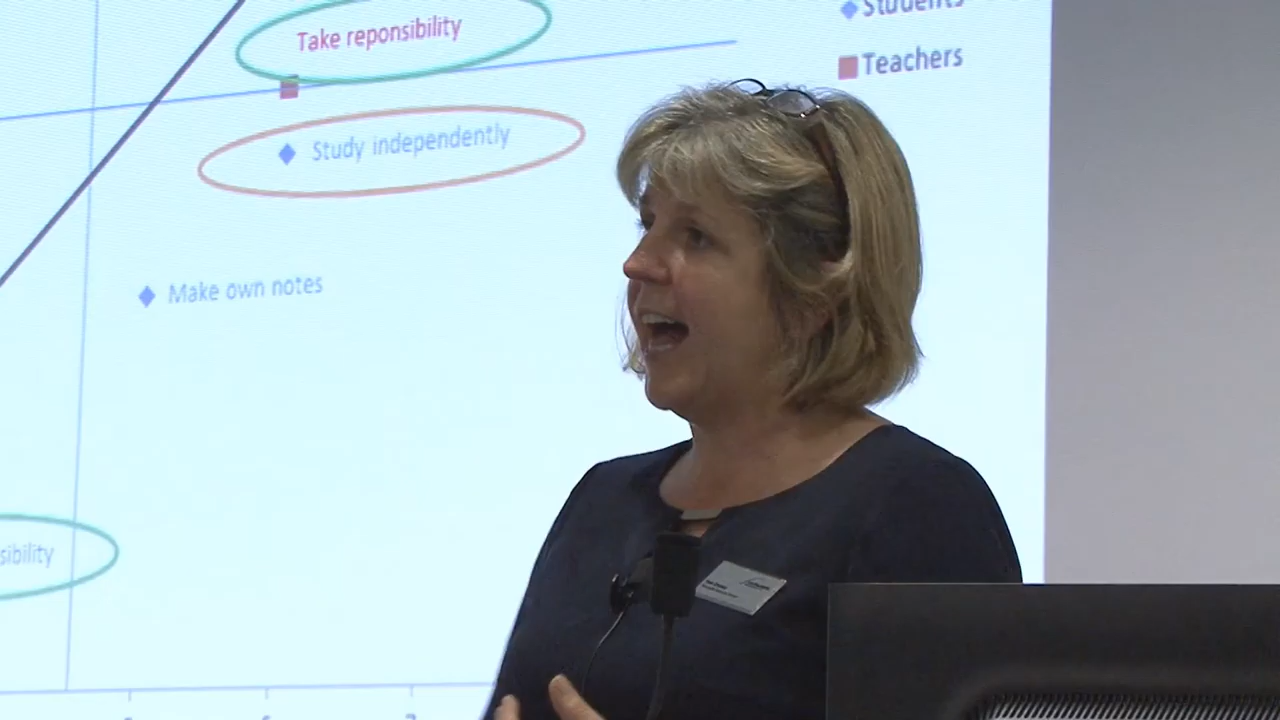 Students
Take reponsibility
Teachers
Study independently
Make own notes
sibility